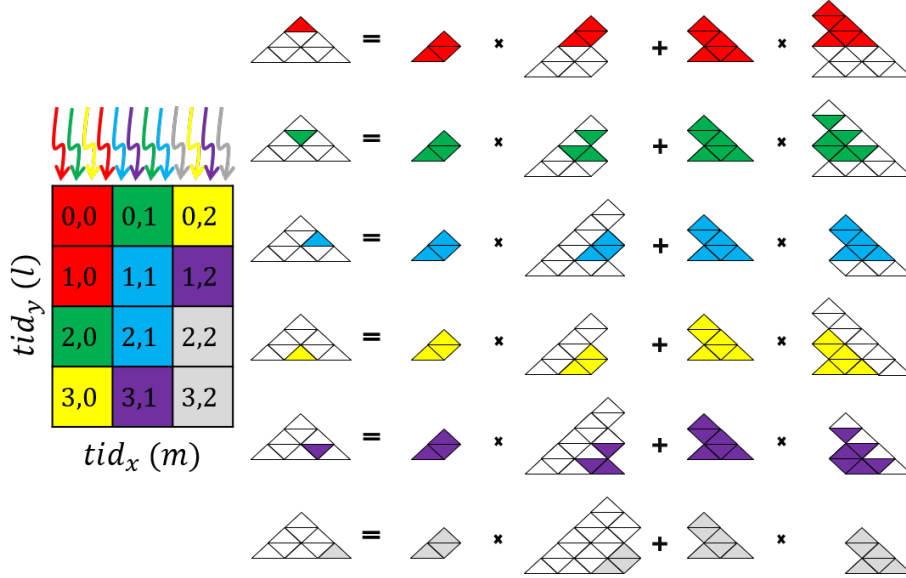 = × + ×
= × + ×
0,0 0,1 0,2
= × + ×
1,0 1,1 1,2
2,0 2,1 2,2
= × + ×
3,0 3,1 3,2
tid_y (l)
tid_x (m)
= × + ×
= × + ×